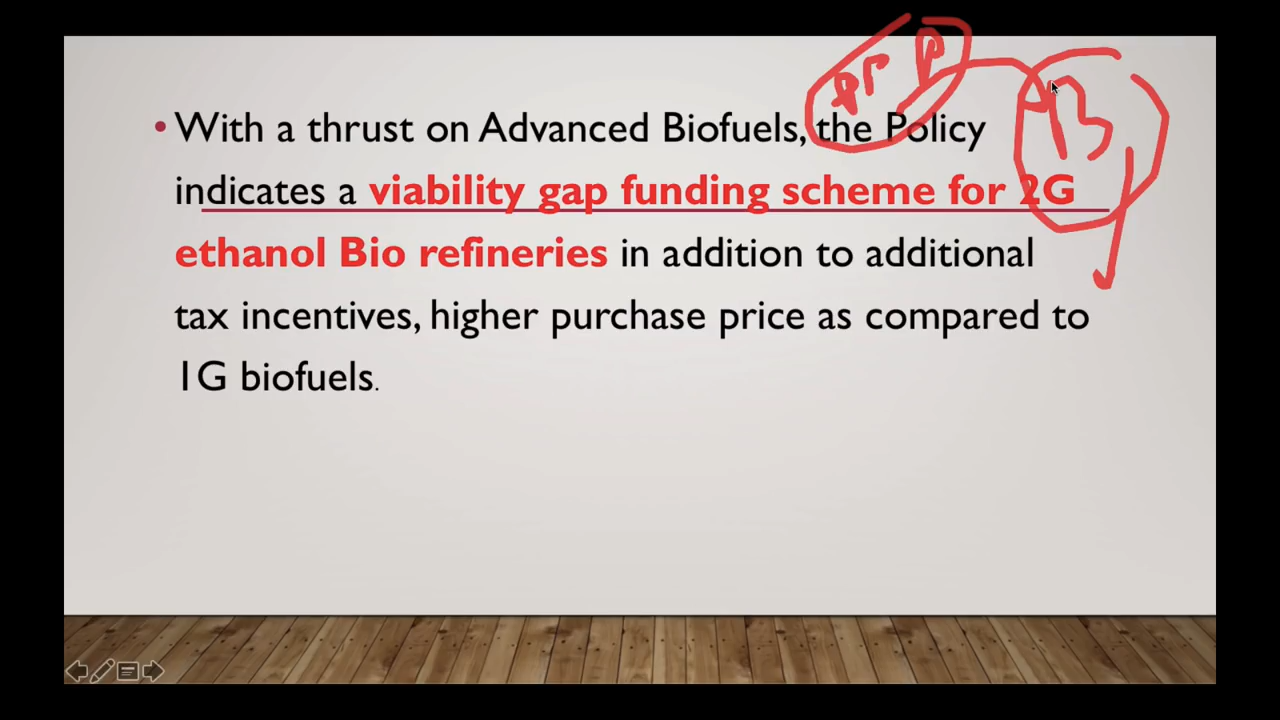 • With a thrust on Advanced Biofuels, the Policy
indicates a viability gap funding scheme for 2G
ethanol Bio refineries in addition to additional
tax incentives, higher purchase price as compared to
1G biofuels.